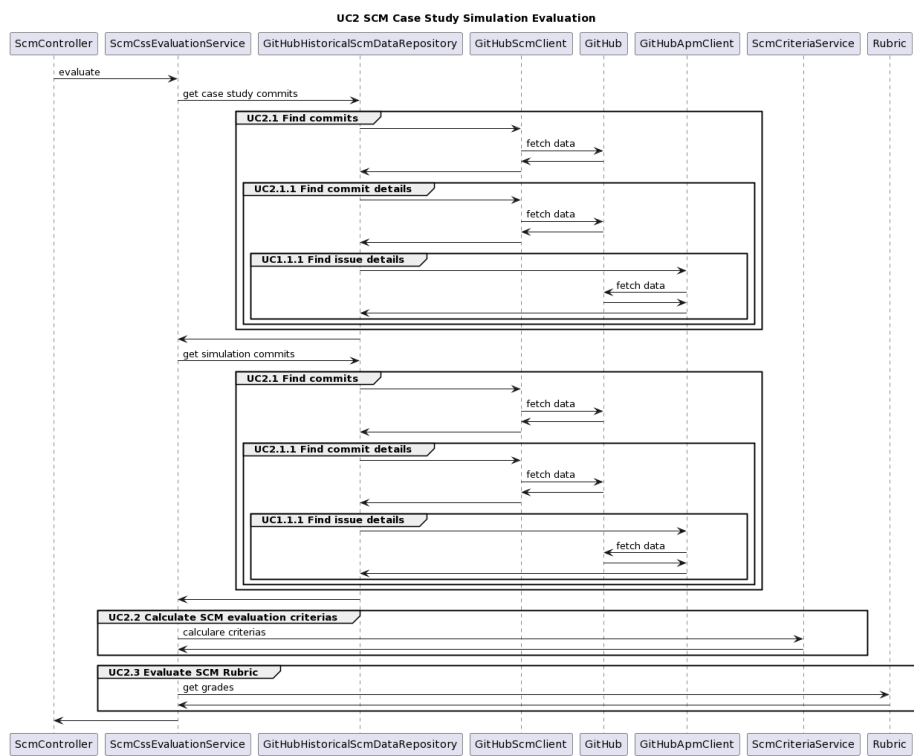 UC2 SCM Case Study Simulation Evaluation
ScmController ScmCssEvaluationService GitHubHistoricalScmDataRepository GitHubScmClient GitHub GitHubApmClient ScmCriteriaService Rubric
evaluate
get case study commits
UC2.1 Find commits
fetch data
UC2.1.1 Find commit details
fetch data
UC1.1.1 Find issue details
fetch data
get simulation commits
UC2.1 Find commits
fetch data
UC2.1.1 Find commit details
fetch data
UC1.1.1 Find issue details
fetch data
UC2.2 Calculate SCM evaluation criterias
calculare criterias
UC2.3 Evaluate SCM Rubric
get grades
ScmController ScmCssEvaluationService GitHubHistoricalScmDataRepository GitHubScmClient GitHub GitHubApmClient ScmCriteriaService Rubric